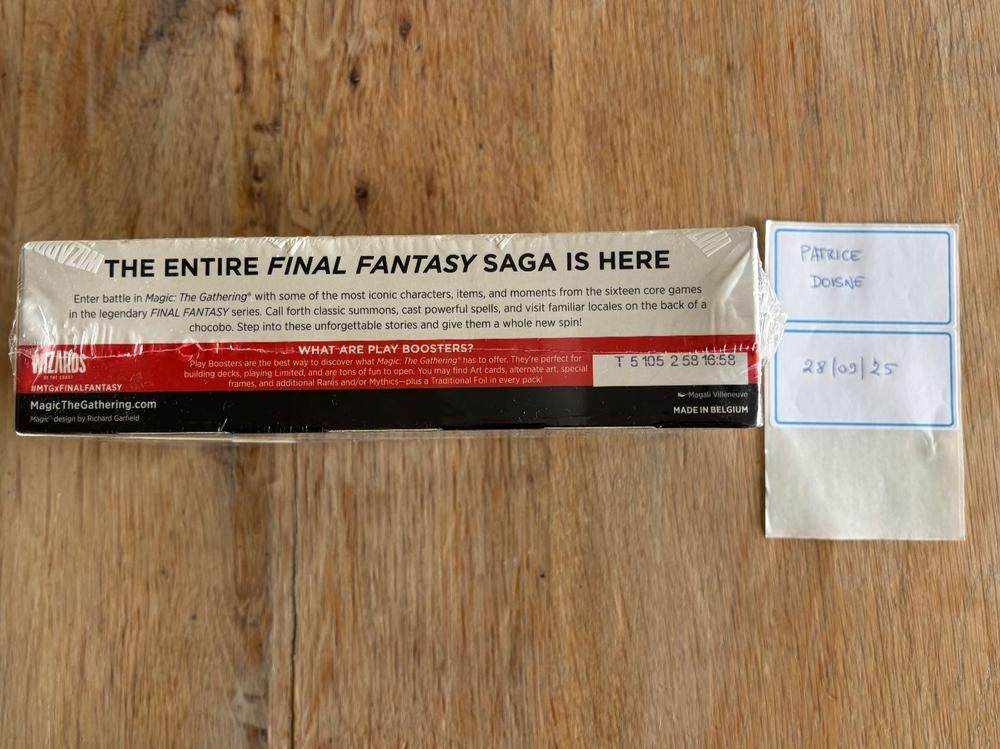 THE ENTIRE FINAL FANTASY SAGA IS HERE
Enter battle in Magic: The Gathering® with some of the most iconic characters, items, and moments from the sixteen core games
in the legendary FINAL FANTASY series. Call forth classic summons, cast powerful spells, and visit familiar locales on the back of a
chocobo. Step into these unforgettable stories and give them a whole new spin!
WHAT ARE PLAY BOOSTERS?
Play Boosters are the best way to discover what Magic: The Gathering® has to offer. They're perfect for
building decks, playing Limited, and are tons of fun to open. You may find Art cards, alternate art, special
frames, and additional Rares and/or Mythics—plus a Traditional Foil in every pack!
WIZARDS
OF THE COAST
#MTGxFINALFANTASY
T 5 105 2 58 16:58
MagicTheGathering.com
Magic design by Richard Garfield
Magali Villeneuve
MADE IN BELGIUM
PATRICE
DOISNE
28/09/25